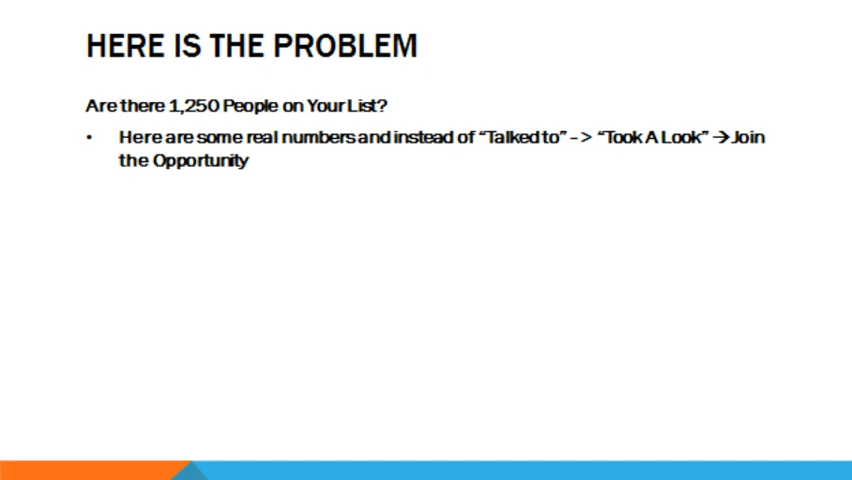 HERE IS THE PROBLEM
Are there 1,250 People on Your List?
• Here are some real numbers and instead of “Talked to” - > “Took A Look” →Join
the Opportunity